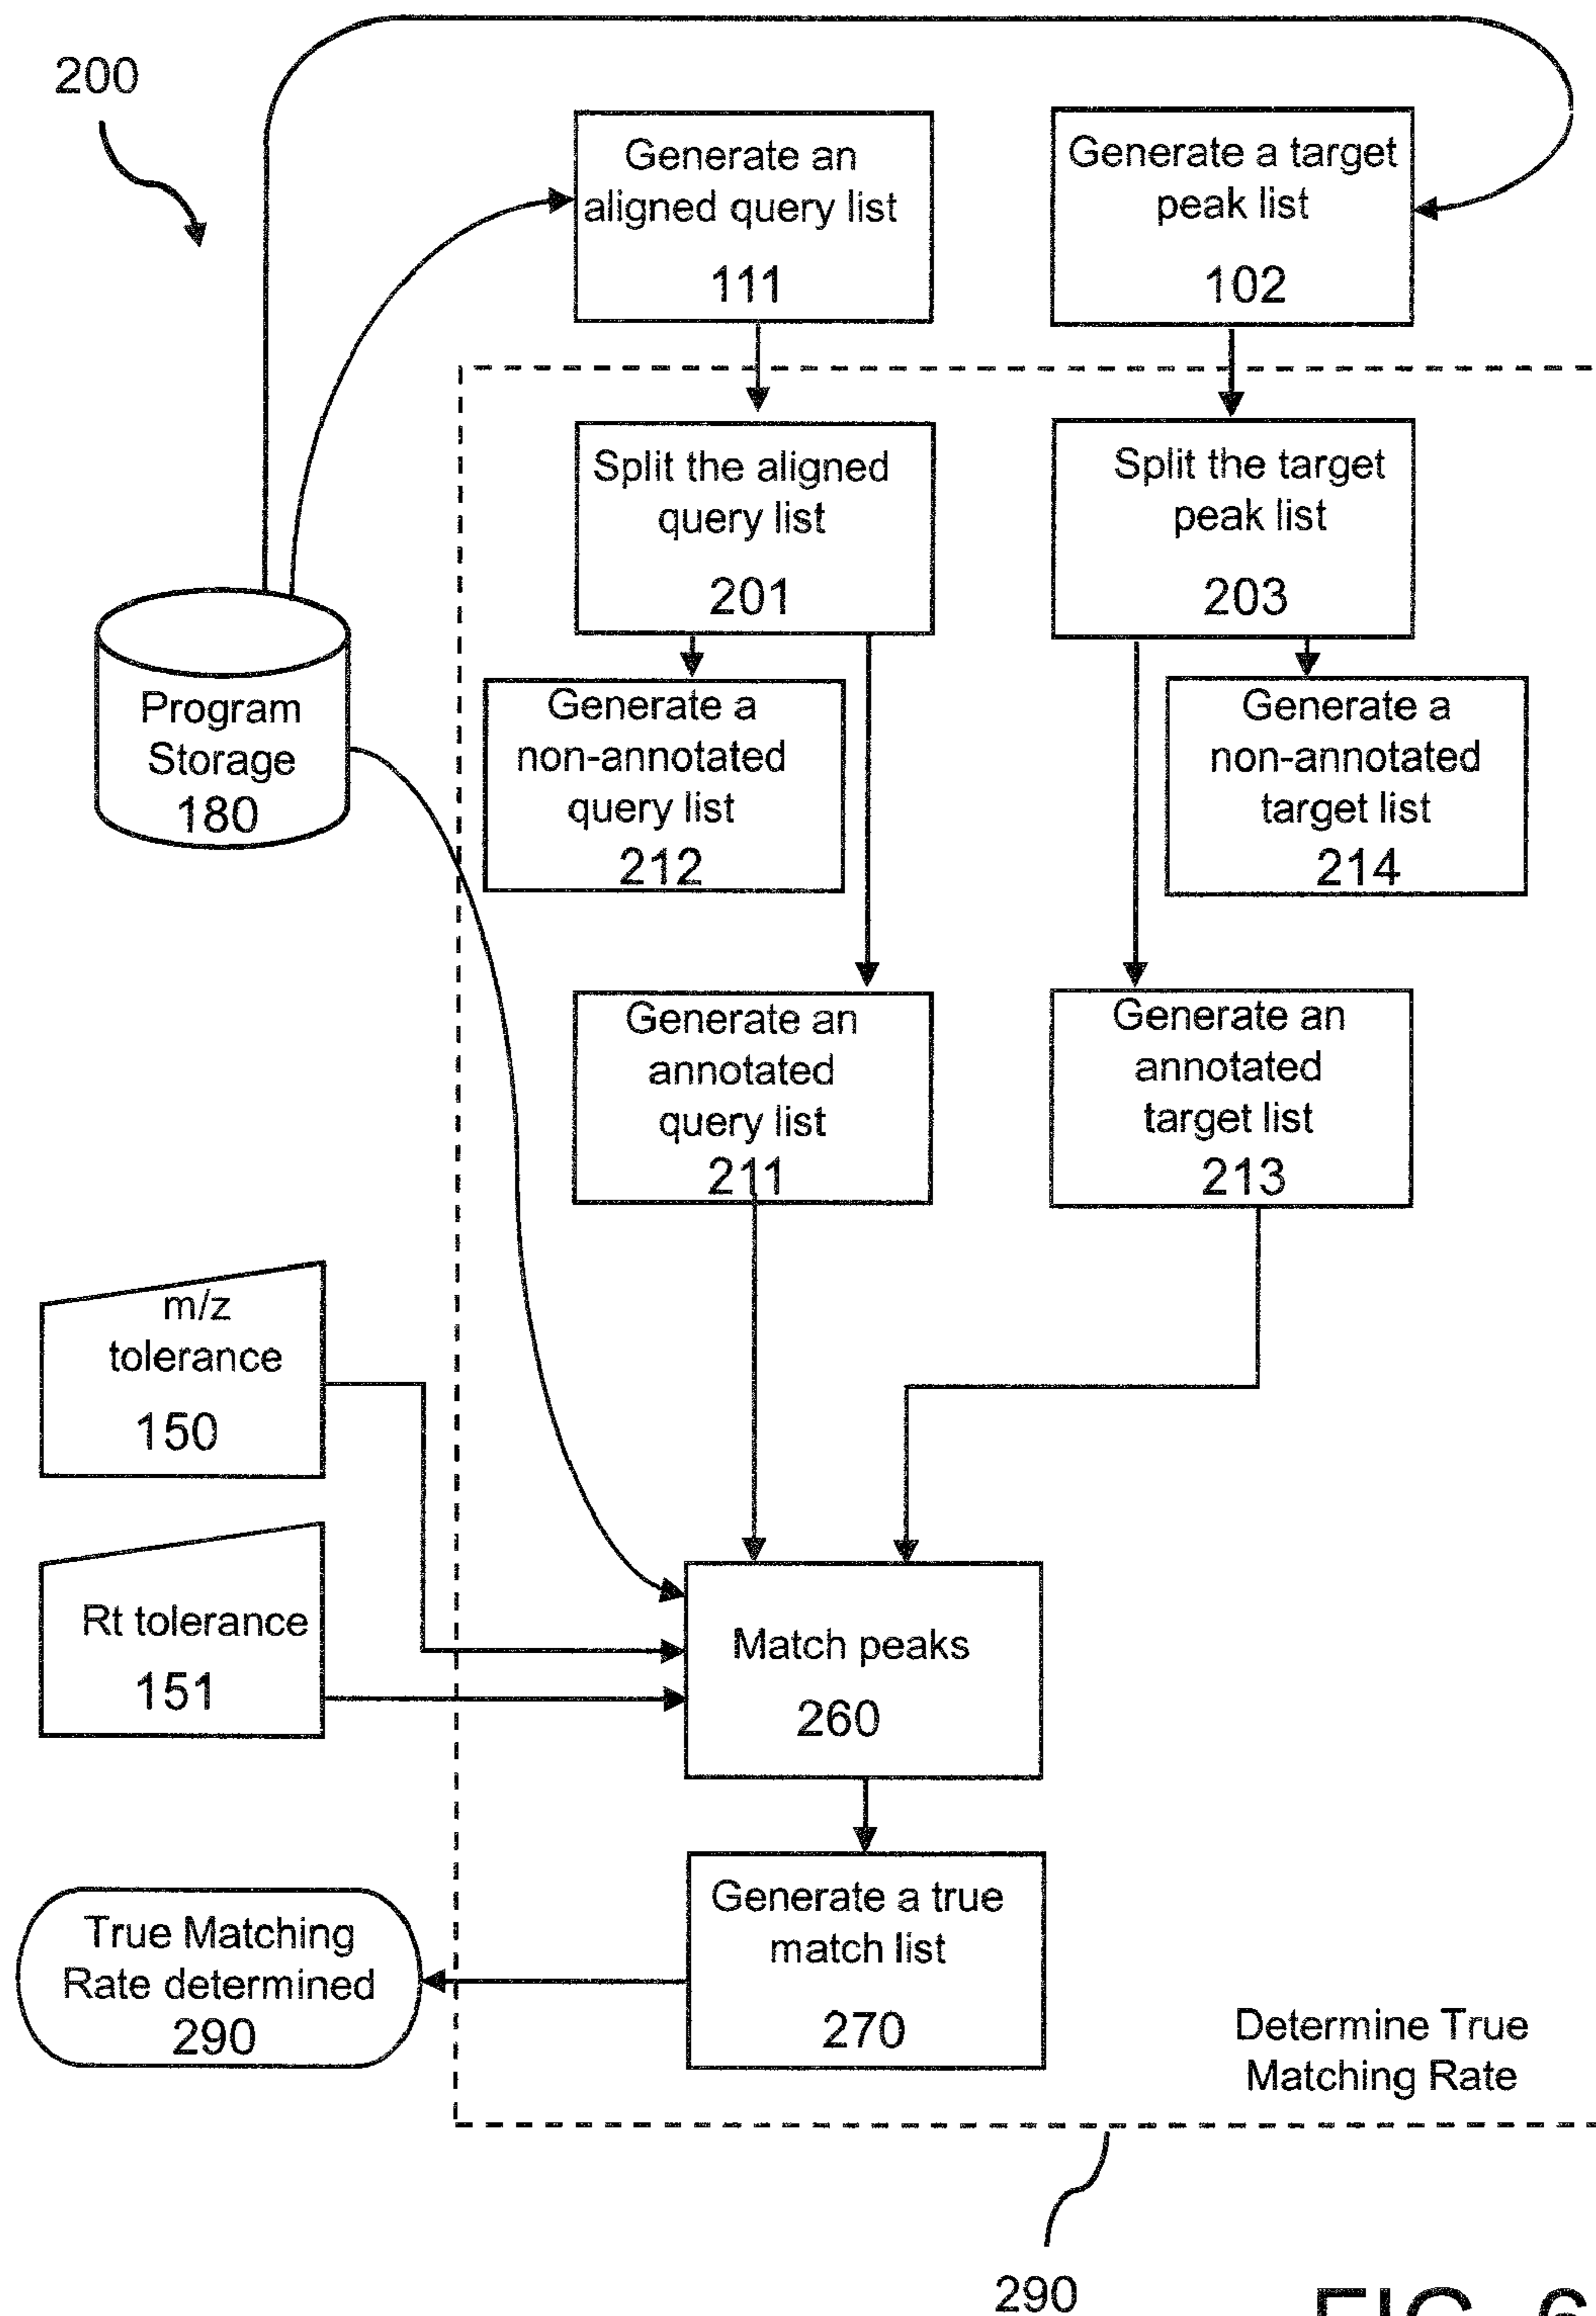 200
Generate an
aligned query list
111
Generate a target
peak list
102
Split the aligned
query list
201
Split the target
peak list
203
Program
Storage
180
Generate a
non-annotated
query list
212
Generate a
non-annotated
target list
214
Generate an
annotated
query list
211
Generate an
annotated
target list
213
m/z
tolerance
150
Rt tolerance
151
Match peaks
260
Generate a true
match list
270
True Matching
Rate determined
290
Determine True
Matching Rate
290
FIG. 6